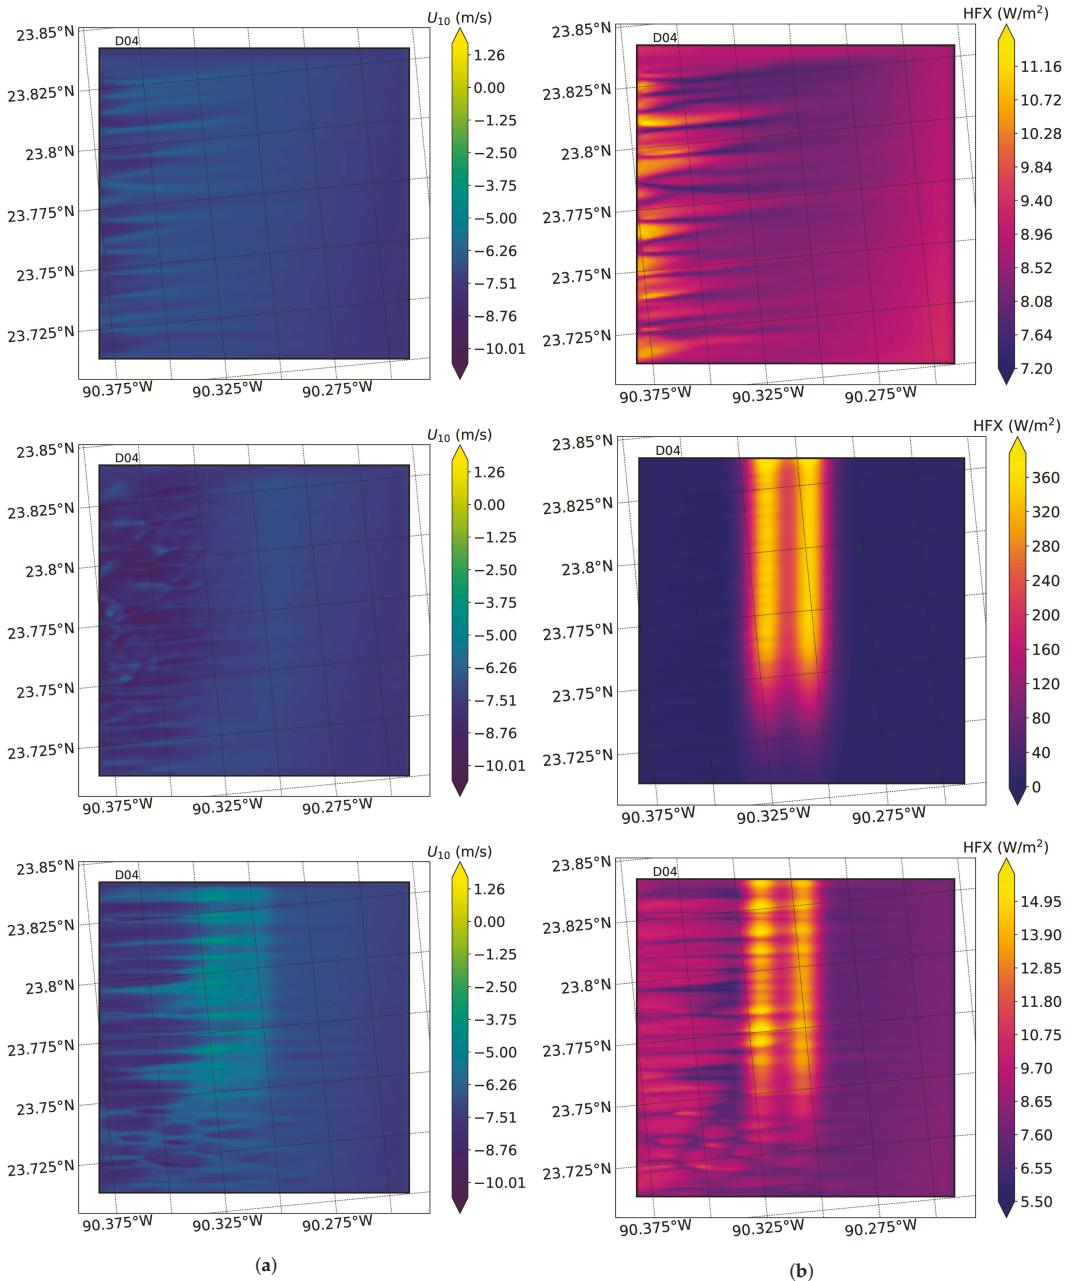 U10 (m/s)
D04
23.85°N
23.825°N
23.8°N
23.775°N
23.75°N
23.725°N
90.375°W
90.325°W
90.275°W
1.26
0.00
−1.25
−2.50
−3.75
−5.00
−6.26
−7.51
−8.76
−10.01
HFX (W/m²)
D04
23.85°N
23.825°N
23.8°N
23.775°N
23.75°N
23.725°N
90.375°W
90.325°W
90.275°W
11.16
10.72
10.28
9.84
9.40
8.96
8.52
8.08
7.64
7.20
U10 (m/s)
D04
23.85°N
23.825°N
23.8°N
23.775°N
23.75°N
23.725°N
90.375°W
90.325°W
90.275°W
1.26
0.00
−1.25
−2.50
−3.75
−5.00
−6.26
−7.51
−8.76
−10.01
HFX (W/m²)
D04
23.85°N
23.825°N
23.8°N
23.775°N
23.75°N
23.725°N
90.375°W
90.325°W
90.275°W
360
320
280
240
200
160
120
80
40
0
U10 (m/s)
D04
23.85°N
23.825°N
23.8°N
23.775°N
23.75°N
23.725°N
90.375°W
90.325°W
90.275°W
1.26
0.00
−1.25
−2.50
−3.75
−5.00
−6.26
−7.51
−8.76
−10.01
HFX (W/m²)
D04
23.85°N
23.825°N
23.8°N
23.775°N
23.75°N
23.725°N
90.375°W
90.325°W
90.275°W
14.95
13.90
12.85
11.80
10.75
9.70
8.65
7.60
6.55
5.50
(a)
(b)